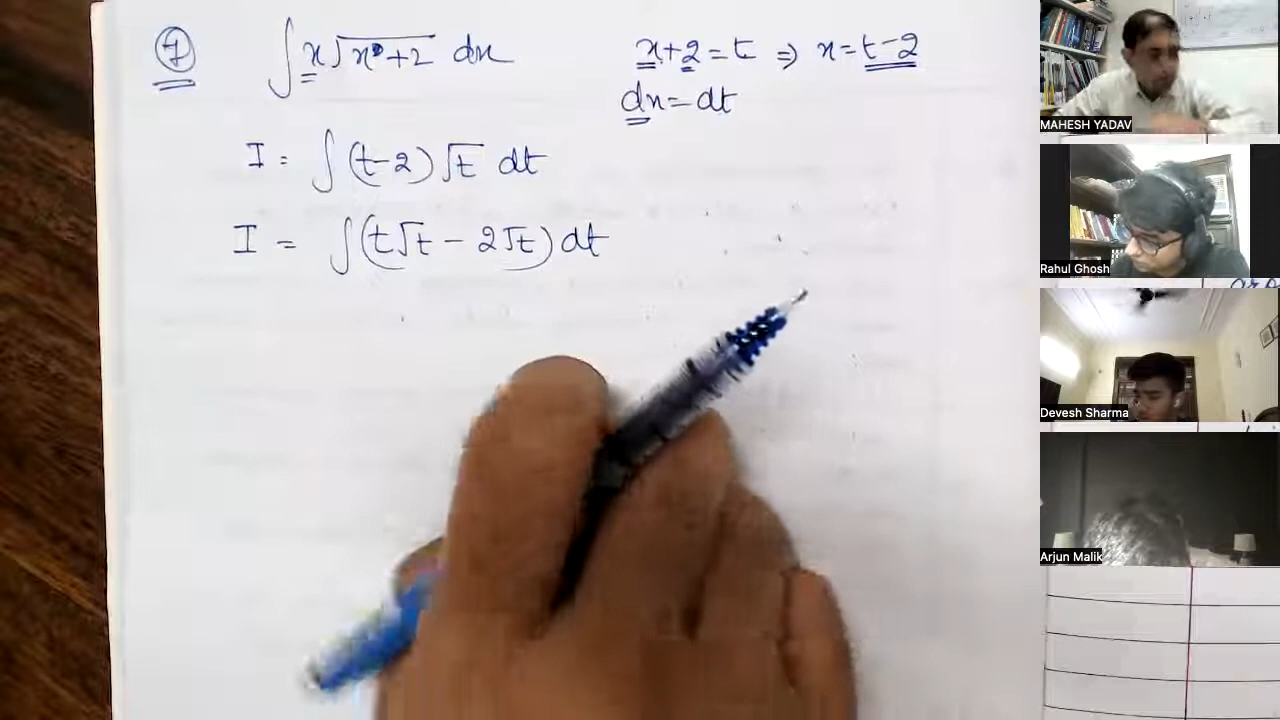 7 ∫ x √(x + 2) dx
x + 2 = t ⇒ x = t - 2
dx = dt
I = ∫ (t - 2) √t dt
I = ∫ (t√t - 2√t) dt
MAHESH YADAV
Rahul Ghosh
Devesh Sharma
Arjun Malik